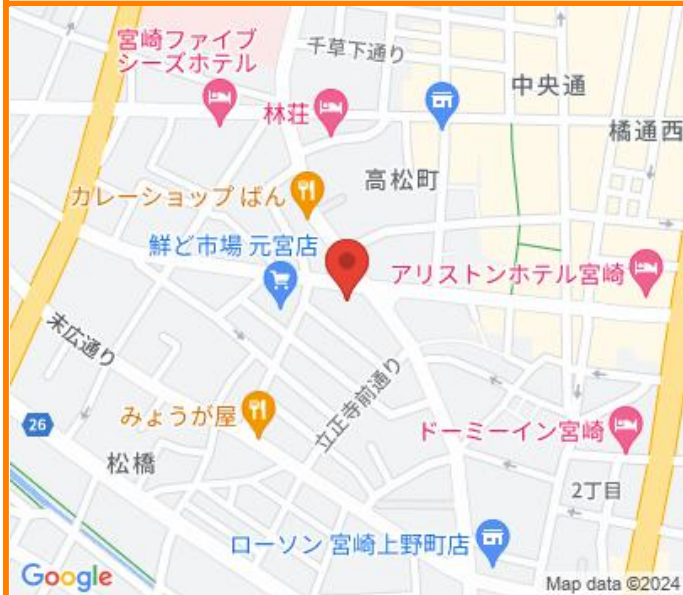 宮崎ファイブ
シーズホテル
千草下通り
中央通
林荘
橘通西
高松町
カレーショップ ばん
鮮ど市場 元宮店
アリストンホテル宮崎
末広通り
立正寺前通り
みょうが屋
26
ドーミーイン宮崎
松橋
2丁目
ローソン 宮崎上野町店
Google
Map data ©2024